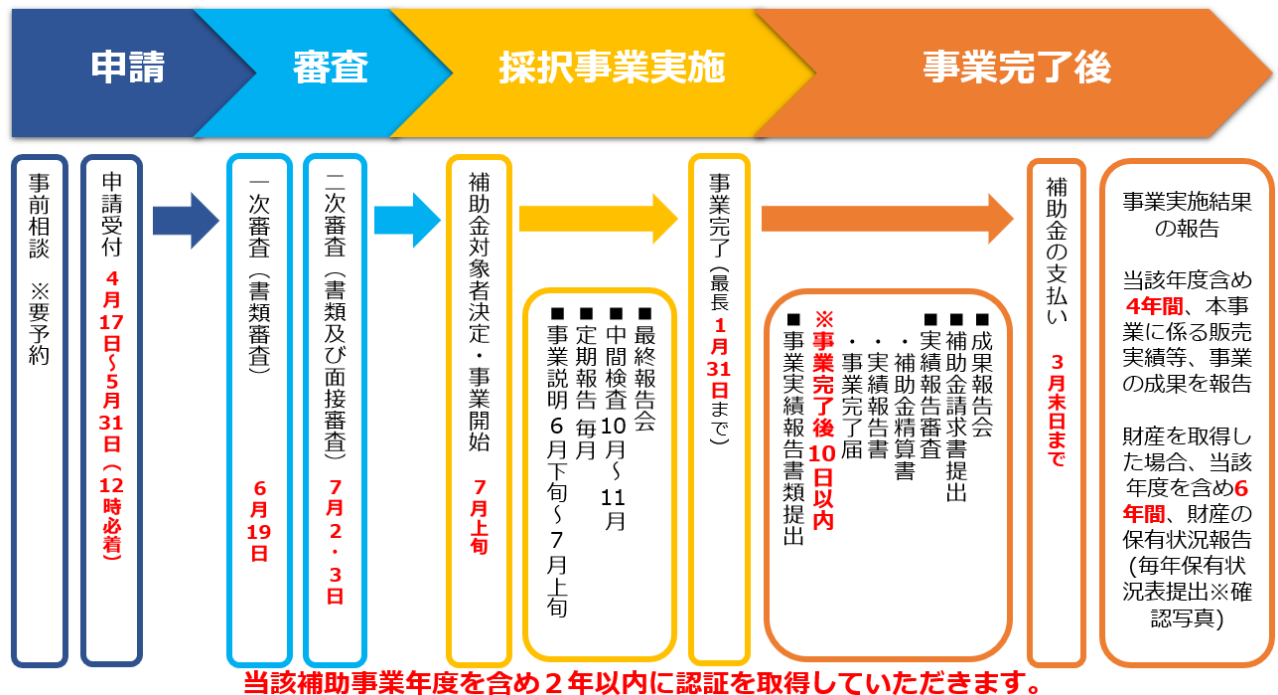 申請
審査
採択事業実施
事業完了後
事前相談 ※要予約
申請受付 4月17日～5月31日（12時必着）
一次審査（書類審査） 6月19日
二次審査（書類及び面接審査） 7月2・3日
補助金対象者決定・事業開始 7月上旬
■事業説明 6月下旬～7月上旬
■定期報告 毎月
■中間検査10月～11月
■最終報告会
事業完了（最長1月31日まで）
■事業実績報告書類提出
※事業完了後10日以内
・事業完了届
・実績報告書
・補助金精算書
■実績報告審査
■補助金請求書提出
■成果報告会
補助金の支払い 3月末日まで
事業実施結果
の報告
当該年度含め
4年間、本事
業に係る販売
実績等、事業
の成果を報告
財産を取得し
た場合、当該
年度を含め6
年間、財産の
保有状況報告
(毎年保有状
況表提出※確
認写真)
当該補助事業年度を含め２年以内に認証を取得していただきます。